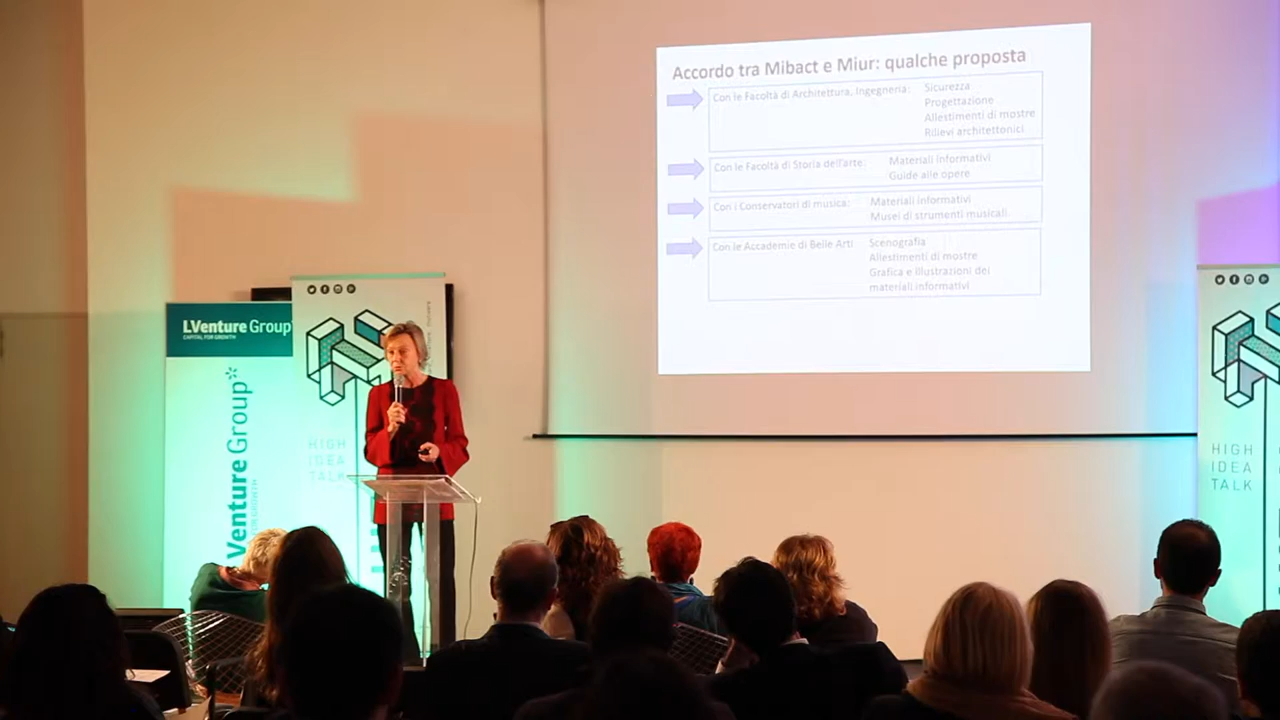 Accordo tra Mibact e Miur: qualche proposta
Con le Facoltà di Architettura, Ingegneria: Sicurezza
Progettazione
Allestimenti di mostre
Rilievi architettonici
Con le Facoltà di Storia dell'arte: Materiali informativi
Guide alle opere
Con i Conservatori di musica: Materiali informativi
Musei di strumenti musicali
Con le Accademie di Belle Arti Scenografia
Allestimenti di mostre
Grafica e illustrazioni dei
materiali informativi
LVenture Group
CAPITAL FOR GROWTH
Venture Group*
HIGH
IDEA
TALK
HIGH
IDEA
TALK